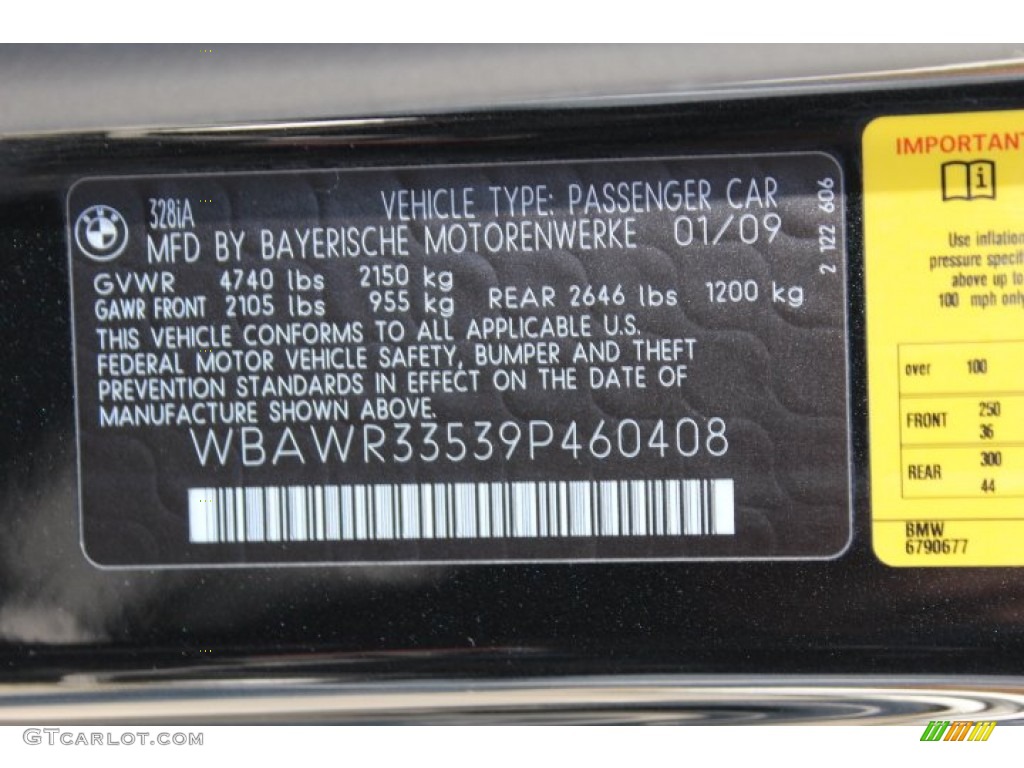 328iA
VEHICLE TYPE: PASSENGER CAR
MFD BY BAYERISCHE MOTORENWERKE 01/09
GVWR 4740 lbs 2150 kg
GAWR FRONT 2105 lbs 955 kg REAR 2646 lbs 1200 kg
THIS VEHICLE CONFORMS TO ALL APPLICABLE U.S.
FEDERAL MOTOR VEHICLE SAFETY, BUMPER AND THEFT
PREVENTION STANDARDS IN EFFECT ON THE DATE OF
MANUFACTURE SHOWN ABOVE.
WBAWR33539P460408
2 122 606
IMPORTANT
Use inflation
pressure specif
above up to
100 mph only
over 100
FRONT 250
36
REAR 300
44
BMW
6790677
GTCARLOT.COM